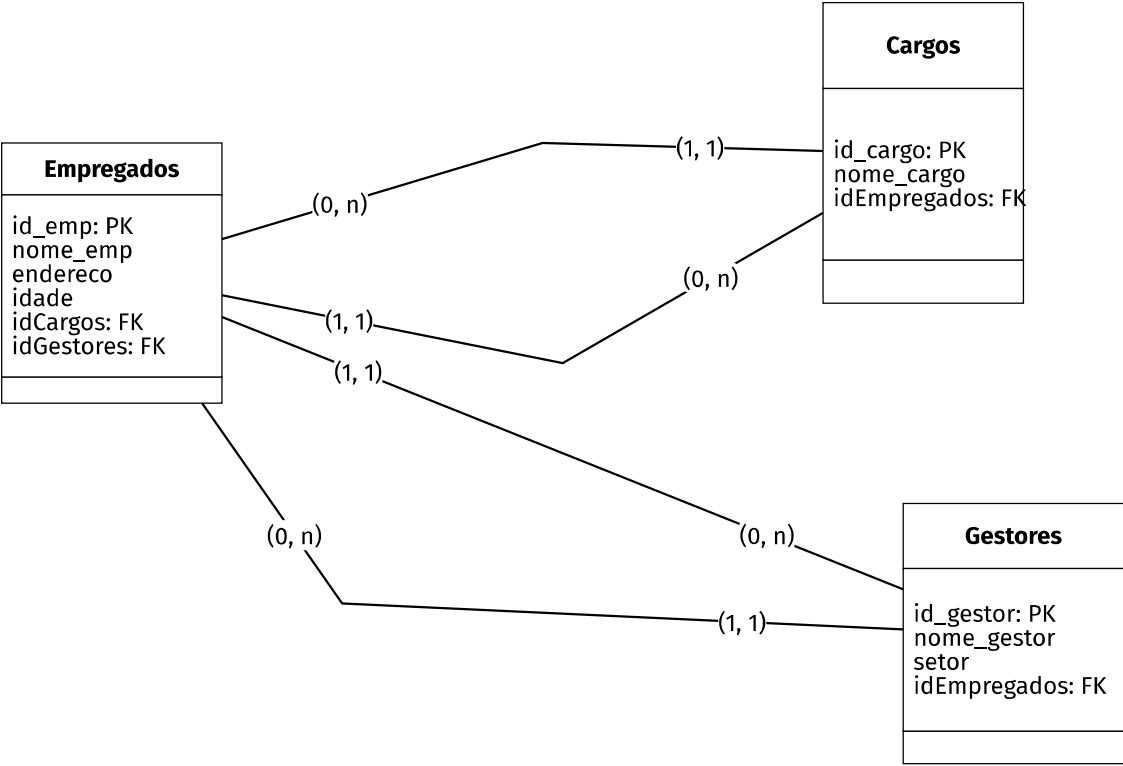 Cargos
id_cargo: PK
nome_cargo
idEmpregados: FK
Empregados
id_emp: PK
nome_emp
endereco
idade
idCargos: FK
idGestores: FK
(1, 1)
(0, n)
(0, n)
(1, 1)
(1, 1)
(0, n)
(0, n)
(1, 1)
Gestores
id_gestor: PK
nome_gestor
setor
idEmpregados: FK